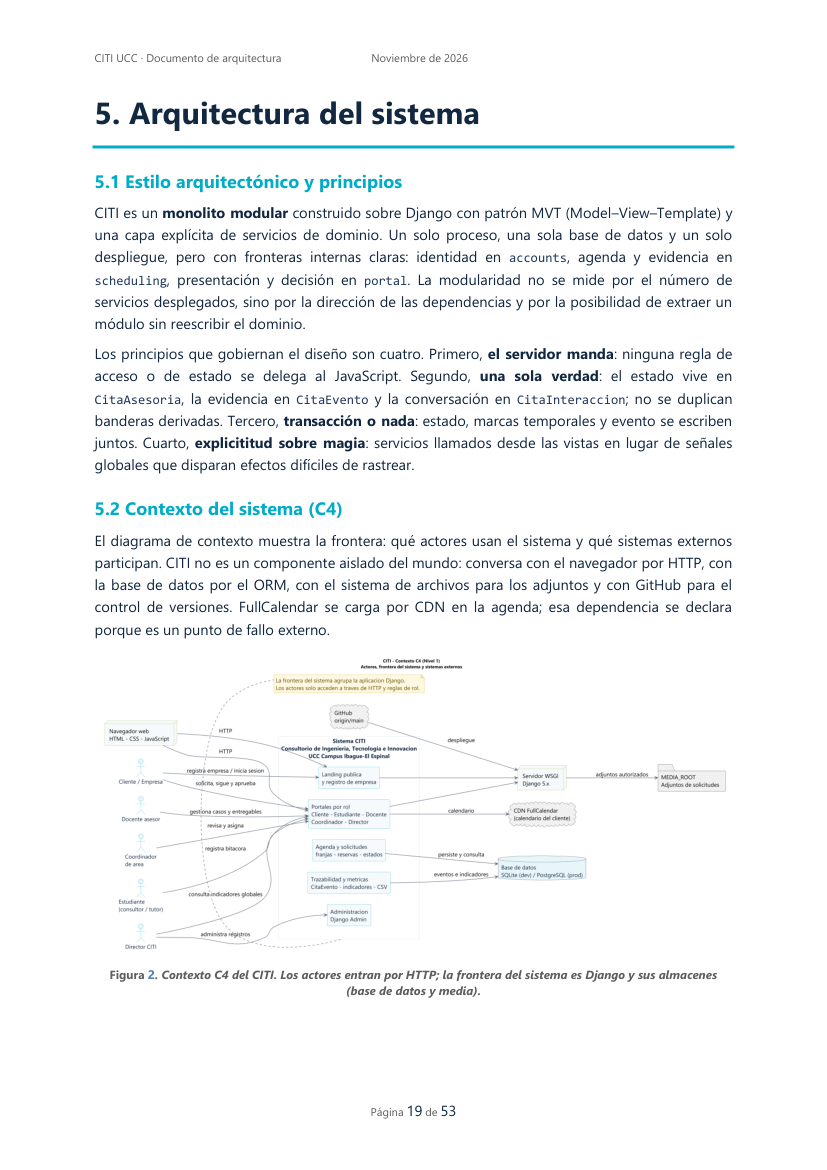 CITI UCC · Documento de arquitectura Noviembre de 2026
5. Arquitectura del sistema
5.1 Estilo arquitectónico y principios
CITI es un monolito modular construido sobre Django con patrón MVT (Model–View–Template) y
una capa explícita de servicios de dominio. Un solo proceso, una sola base de datos y un solo
despliegue, pero con fronteras internas claras: identidad en accounts, agenda y evidencia en
scheduling, presentación y decisión en portal. La modularidad no se mide por el número de
servicios desplegados, sino por la dirección de las dependencias y por la posibilidad de extraer un
módulo sin reescribir el dominio.
Los principios que gobiernan el diseño son cuatro. Primero, el servidor manda: ninguna regla de
acceso o de estado se delega al JavaScript. Segundo, una sola verdad: el estado vive en
CitaAsesoria, la evidencia en CitaEvento y la conversación en CitaInteraccion; no se duplican
banderas derivadas. Tercero, transacción o nada: estado, marcas temporales y evento se escriben
juntos. Cuarto, explicititud sobre magia: servicios llamados desde las vistas en lugar de señales
globales que disparan efectos difíciles de rastrear.
5.2 Contexto del sistema (C4)
El diagrama de contexto muestra la frontera: qué actores usan el sistema y qué sistemas externos
participan. CITI no es un componente aislado del mundo: conversa con el navegador por HTTP, con
la base de datos por el ORM, con el sistema de archivos para los adjuntos y con GitHub para el
control de versiones. FullCalendar se carga por CDN en la agenda; esa dependencia se declara
porque es un punto de fallo externo.
CITI - Contexto C4 (Nivel 1)
Actores, frontera del sistema y sistemas externos
La frontera del sistema agrupa la aplicacion Django.
Los actores solo acceden a traves de HTTP y reglas de rol.
GitHub
origin/main
Navegador web
HTML - CSS - JavaScript
HTTP
despliegue
Sistema CITI
Consultorio de Ingenieria, Tecnologia e Innovacion
UCC Campus Ibague-El Espinal
HTTP
Cliente / Empresa
registra empresa / inicia sesion
solicita, sigue y aprueba
Landing publica
y registro de empresa
Servidor WSGI
Django 5.x
adjuntos autorizados
MEDIA_ROOT
Adjuntos de solicitudes
Docente asesor
gestiona casos y entregables
revisa y asigna
Portales por rol
Cliente - Estudiante - Docente
Coordinador - Director
calendario
CDN FullCalendar
(calendario del cliente)
Coordinador
de area
registra bitacora
Agenda y solicitudes
franjas - reservas - estados
persiste y consulta
Base de datos
SQLite (dev) / PostgreSQL (prod)
Trazabilidad y metricas
CitaEvento - indicadores - CSV
eventos e indicadores
Estudiante
(consultor / tutor)
consulta indicadores globales
Administracion
Django Admin
Director CITI
administra registros
Figura 2. Contexto C4 del CITI. Los actores entran por HTTP; la frontera del sistema es Django y sus almacenes
(base de datos y media).
Página 19 de 53